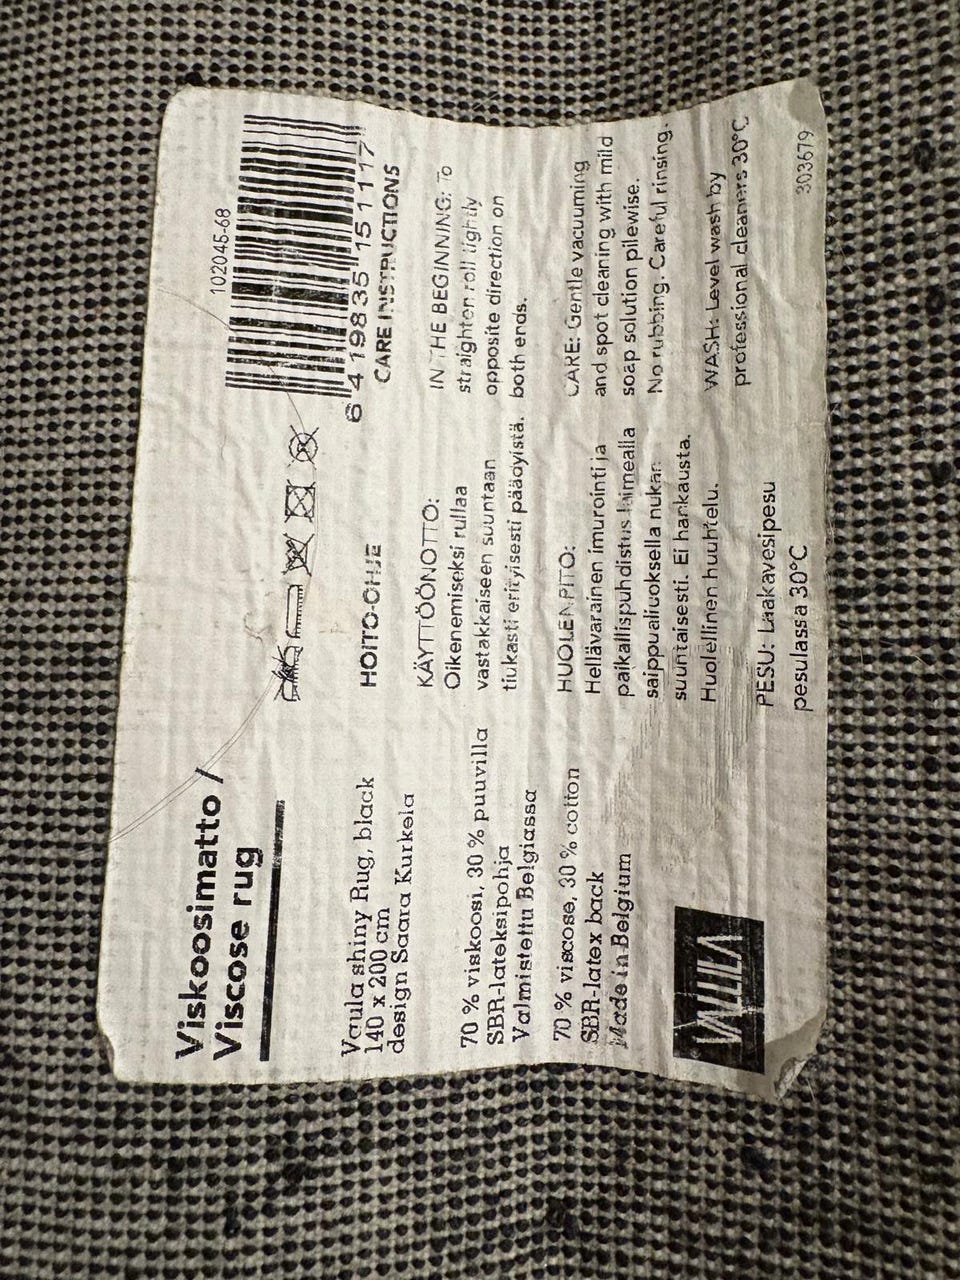 Viskoosimatto /
Viscose rug
Vaula shiny Rug, black
140 x 200 cm
design Saara Kurkela
70 % viskoosi, 30 % puuvilla
SBR-lateksipohja
Valmistettu Belgiassa
70 % viscose, 30 % cotton
SBR-latex back
Made in Belgium
VALLILA
HOITO-OHJE
KÄYTTÖÖNOTTO:
Oikenemiseksi rullaa
vastakkaiseen suuntaan
tiukasti erityisesti pääoyistä.
HUOLENPITO:
Hellävarainen imurointi ja
paikallispuhdistus laimealla
saippualiuoksella nukan
suuntaisesti. Ei hankausta.
Huolellinen huuhtelu.
PESU: Laakavesipesu
pesulassa 30°C
102045-68
6 419835 151117
CARE INSTRUCTIONS
IN THE BEGINNING: To
straighten roll tightly
opposite direction on
both ends.
CARE: Gentle vacuuming
and spot cleaning with mild
soap solution pilewise.
No rubbing. Careful rinsing.
WASH: Level wash by
professional cleaners 30°C
303679